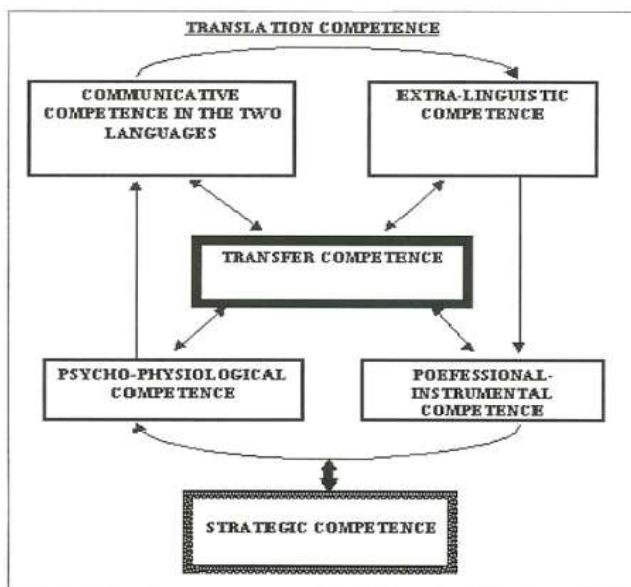 TRANSLATION COMPETENCE
COMMUNICATIVE
COMPETENCE IN THE TWO
LANGUAGES
EXTRA-LINGUISTIC
COMPETENCE
TRANSFER COMPETENCE
PSYCHO-PHYSIOLOGICAL
COMPETENCE
POEFESSIONAL-
INSTRUMENTAL
COMPETENCE
STRATEGIC COMPETENCE